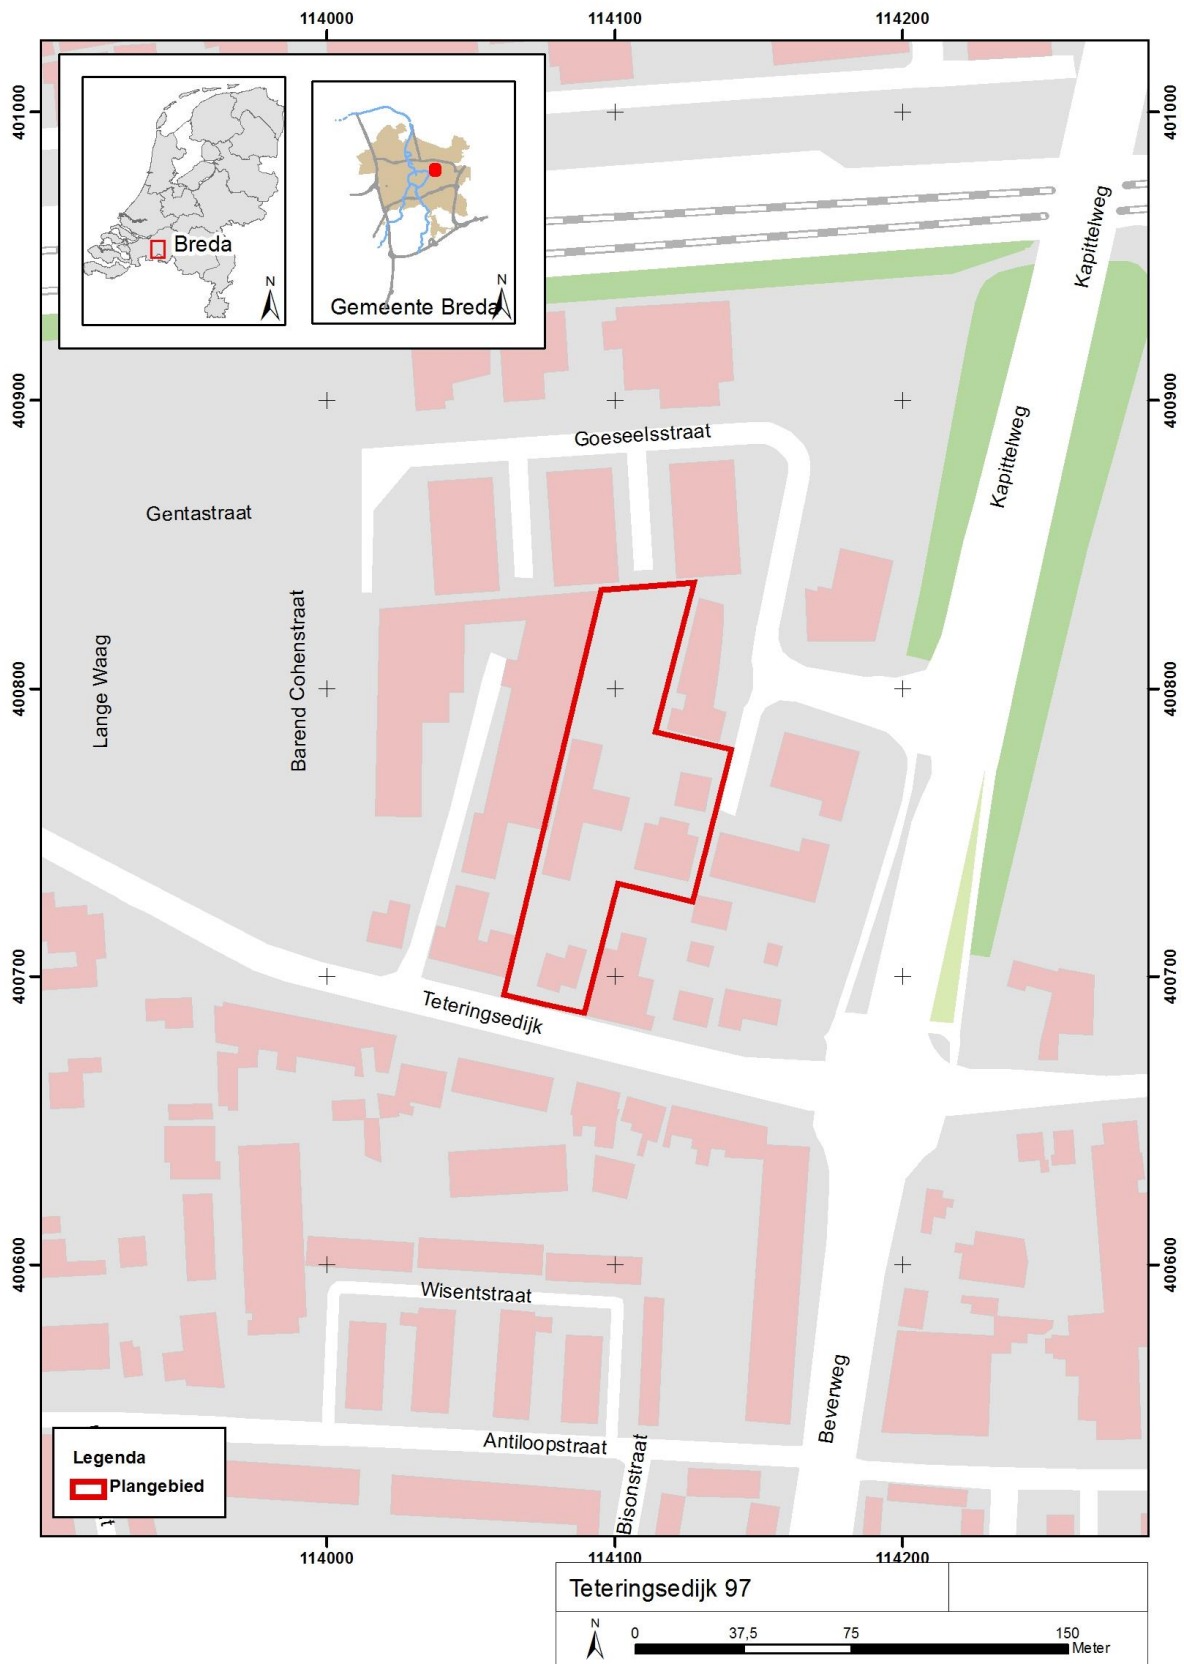 114000
114100
114200
401000
401000
Breda
N
Gemeente Breda
N
Kapittelweg
400900
400900
Goeseelsstraat
Kapittelweg
Gentastraat
Lange Waag
Barend Cohenstraat
400800
400800
400700
400700
Teteringsedijk
400600
400600
Wisentstraat
Beverweg
Antiloopstraat
Bisonstraat
Legenda
Plangebied
114000
114100
114200
Teteringsedijk 97
N
0
37,5
75
150
Meter